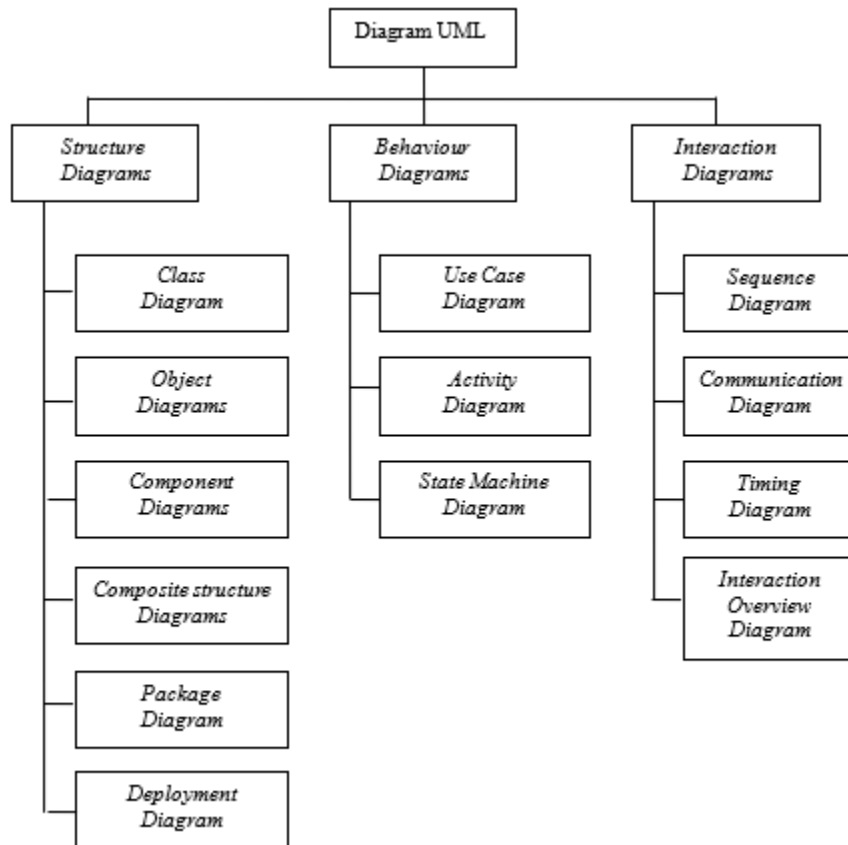 Diagram UML
Structure
Diagrams
Behaviour
Diagrams
Interaction
Diagrams
Class
Diagram
Object
Diagrams
Component
Diagrams
Composite structure
Diagrams
Package
Diagram
Deployment
Diagram
Use Case
Diagram
Activity
Diagram
State Machine
Diagram
Sequence
Diagram
Communication
Diagram
Timing
Diagram
Interaction
Overview
Diagram